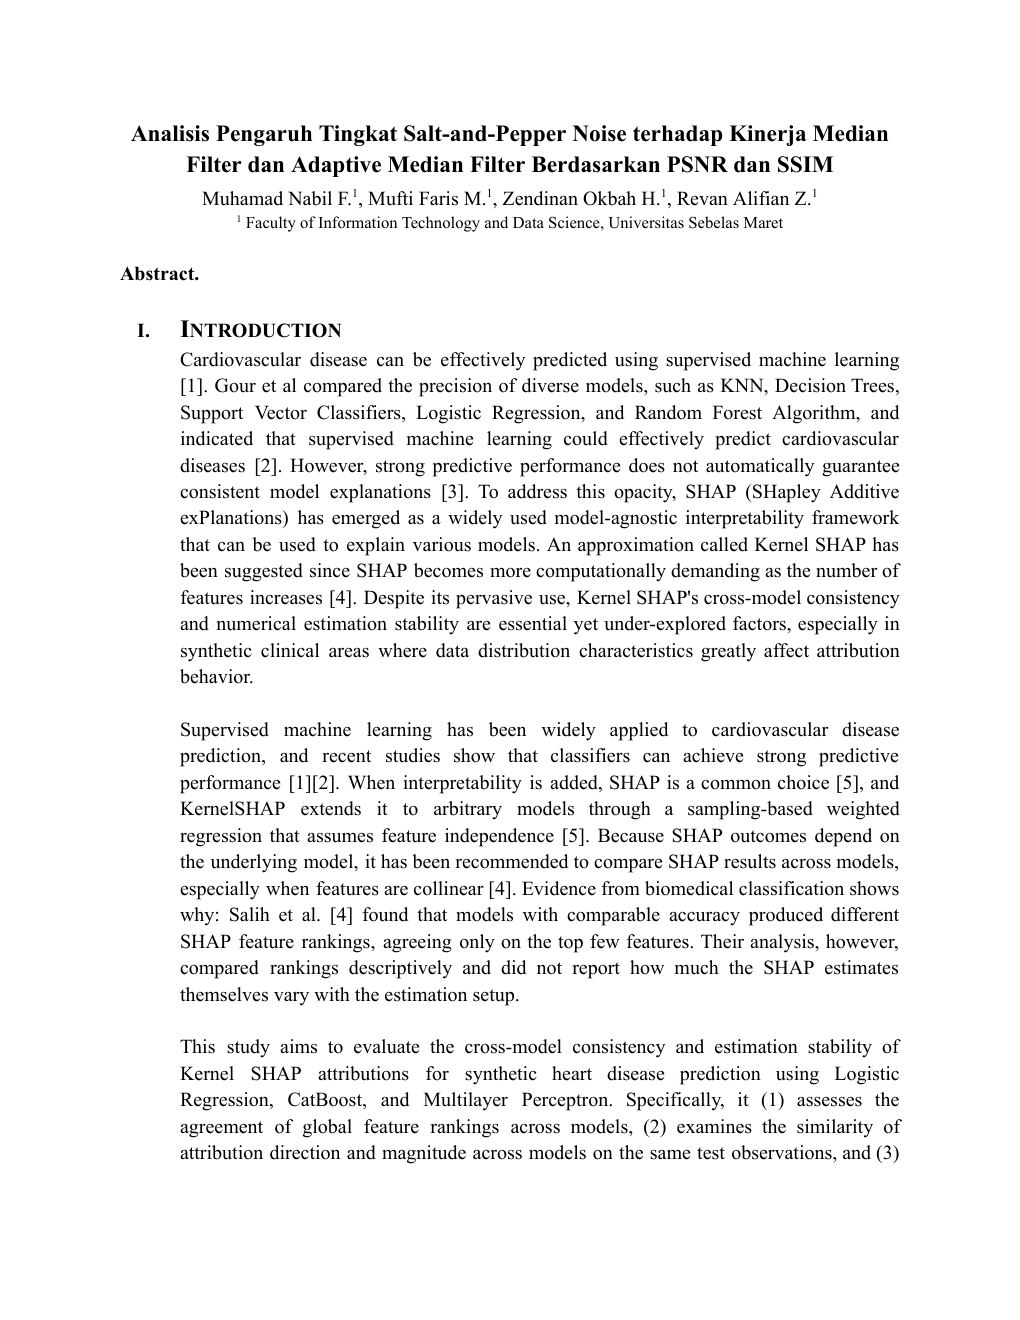 Analisis Pengaruh Tingkat Salt-and-Pepper Noise terhadap Kinerja Median
Filter dan Adaptive Median Filter Berdasarkan PSNR dan SSIM
Muhamad Nabil F.1, Mufti Faris M.1, Zendinan Okbah H.1, Revan Alifian Z.1
1 Faculty of Information Technology and Data Science, Universitas Sebelas Maret
Abstract.
I. INTRODUCTION
Cardiovascular disease can be effectively predicted using supervised machine learning
[1]. Gour et al compared the precision of diverse models, such as KNN, Decision Trees,
Support Vector Classifiers, Logistic Regression, and Random Forest Algorithm, and
indicated that supervised machine learning could effectively predict cardiovascular
diseases [2]. However, strong predictive performance does not automatically guarantee
consistent model explanations [3]. To address this opacity, SHAP (SHapley Additive
exPlanations) has emerged as a widely used model-agnostic interpretability framework
that can be used to explain various models. An approximation called Kernel SHAP has
been suggested since SHAP becomes more computationally demanding as the number of
features increases [4]. Despite its pervasive use, Kernel SHAP's cross-model consistency
and numerical estimation stability are essential yet under-explored factors, especially in
synthetic clinical areas where data distribution characteristics greatly affect attribution
behavior.
Supervised machine learning has been widely applied to cardiovascular disease
prediction, and recent studies show that classifiers can achieve strong predictive
performance [1][2]. When interpretability is added, SHAP is a common choice [5], and
KernelSHAP extends it to arbitrary models through a sampling-based weighted
regression that assumes feature independence [5]. Because SHAP outcomes depend on
the underlying model, it has been recommended to compare SHAP results across models,
especially when features are collinear [4]. Evidence from biomedical classification shows
why: Salih et al. [4] found that models with comparable accuracy produced different
SHAP feature rankings, agreeing only on the top few features. Their analysis, however,
compared rankings descriptively and did not report how much the SHAP estimates
themselves vary with the estimation setup.
This study aims to evaluate the cross-model consistency and estimation stability of
Kernel SHAP attributions for synthetic heart disease prediction using Logistic
Regression, CatBoost, and Multilayer Perceptron. Specifically, it (1) assesses the
agreement of global feature rankings across models, (2) examines the similarity of
attribution direction and magnitude across models on the same test observations, and (3)